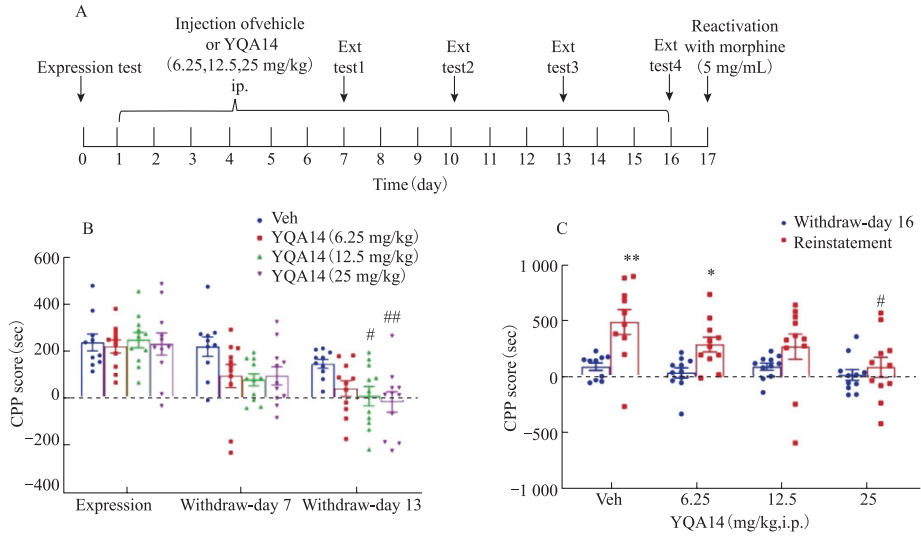 A
Expression test
Injection ofvehicle
or YQA14
(6.25,12.5,25 mg/kg)
ip.
Ext
test1
Ext
test2
Ext
test3
Ext
test4
Reactivation
with morphine
(5 mg/mL)
0 1 2 3 4 5 6 7 8 9 10 11 12 13 14 15 16 17
Time(day)
B
Veh
YQA14(6.25 mg/kg)
YQA14(12.5 mg/kg)
YQA14(25 mg/kg)
CPP score(sec)
600
400
200
0
−200
−400
# ##
Expression Withdraw-day 7 Withdraw-day 13
C
Withdraw-day 16
Reinstatement
CPP score(sec)
1 000
500
0
−500
−1 000
** * #
Veh 6.25 12.5 25
YQA14(mg/kg,i.p.)